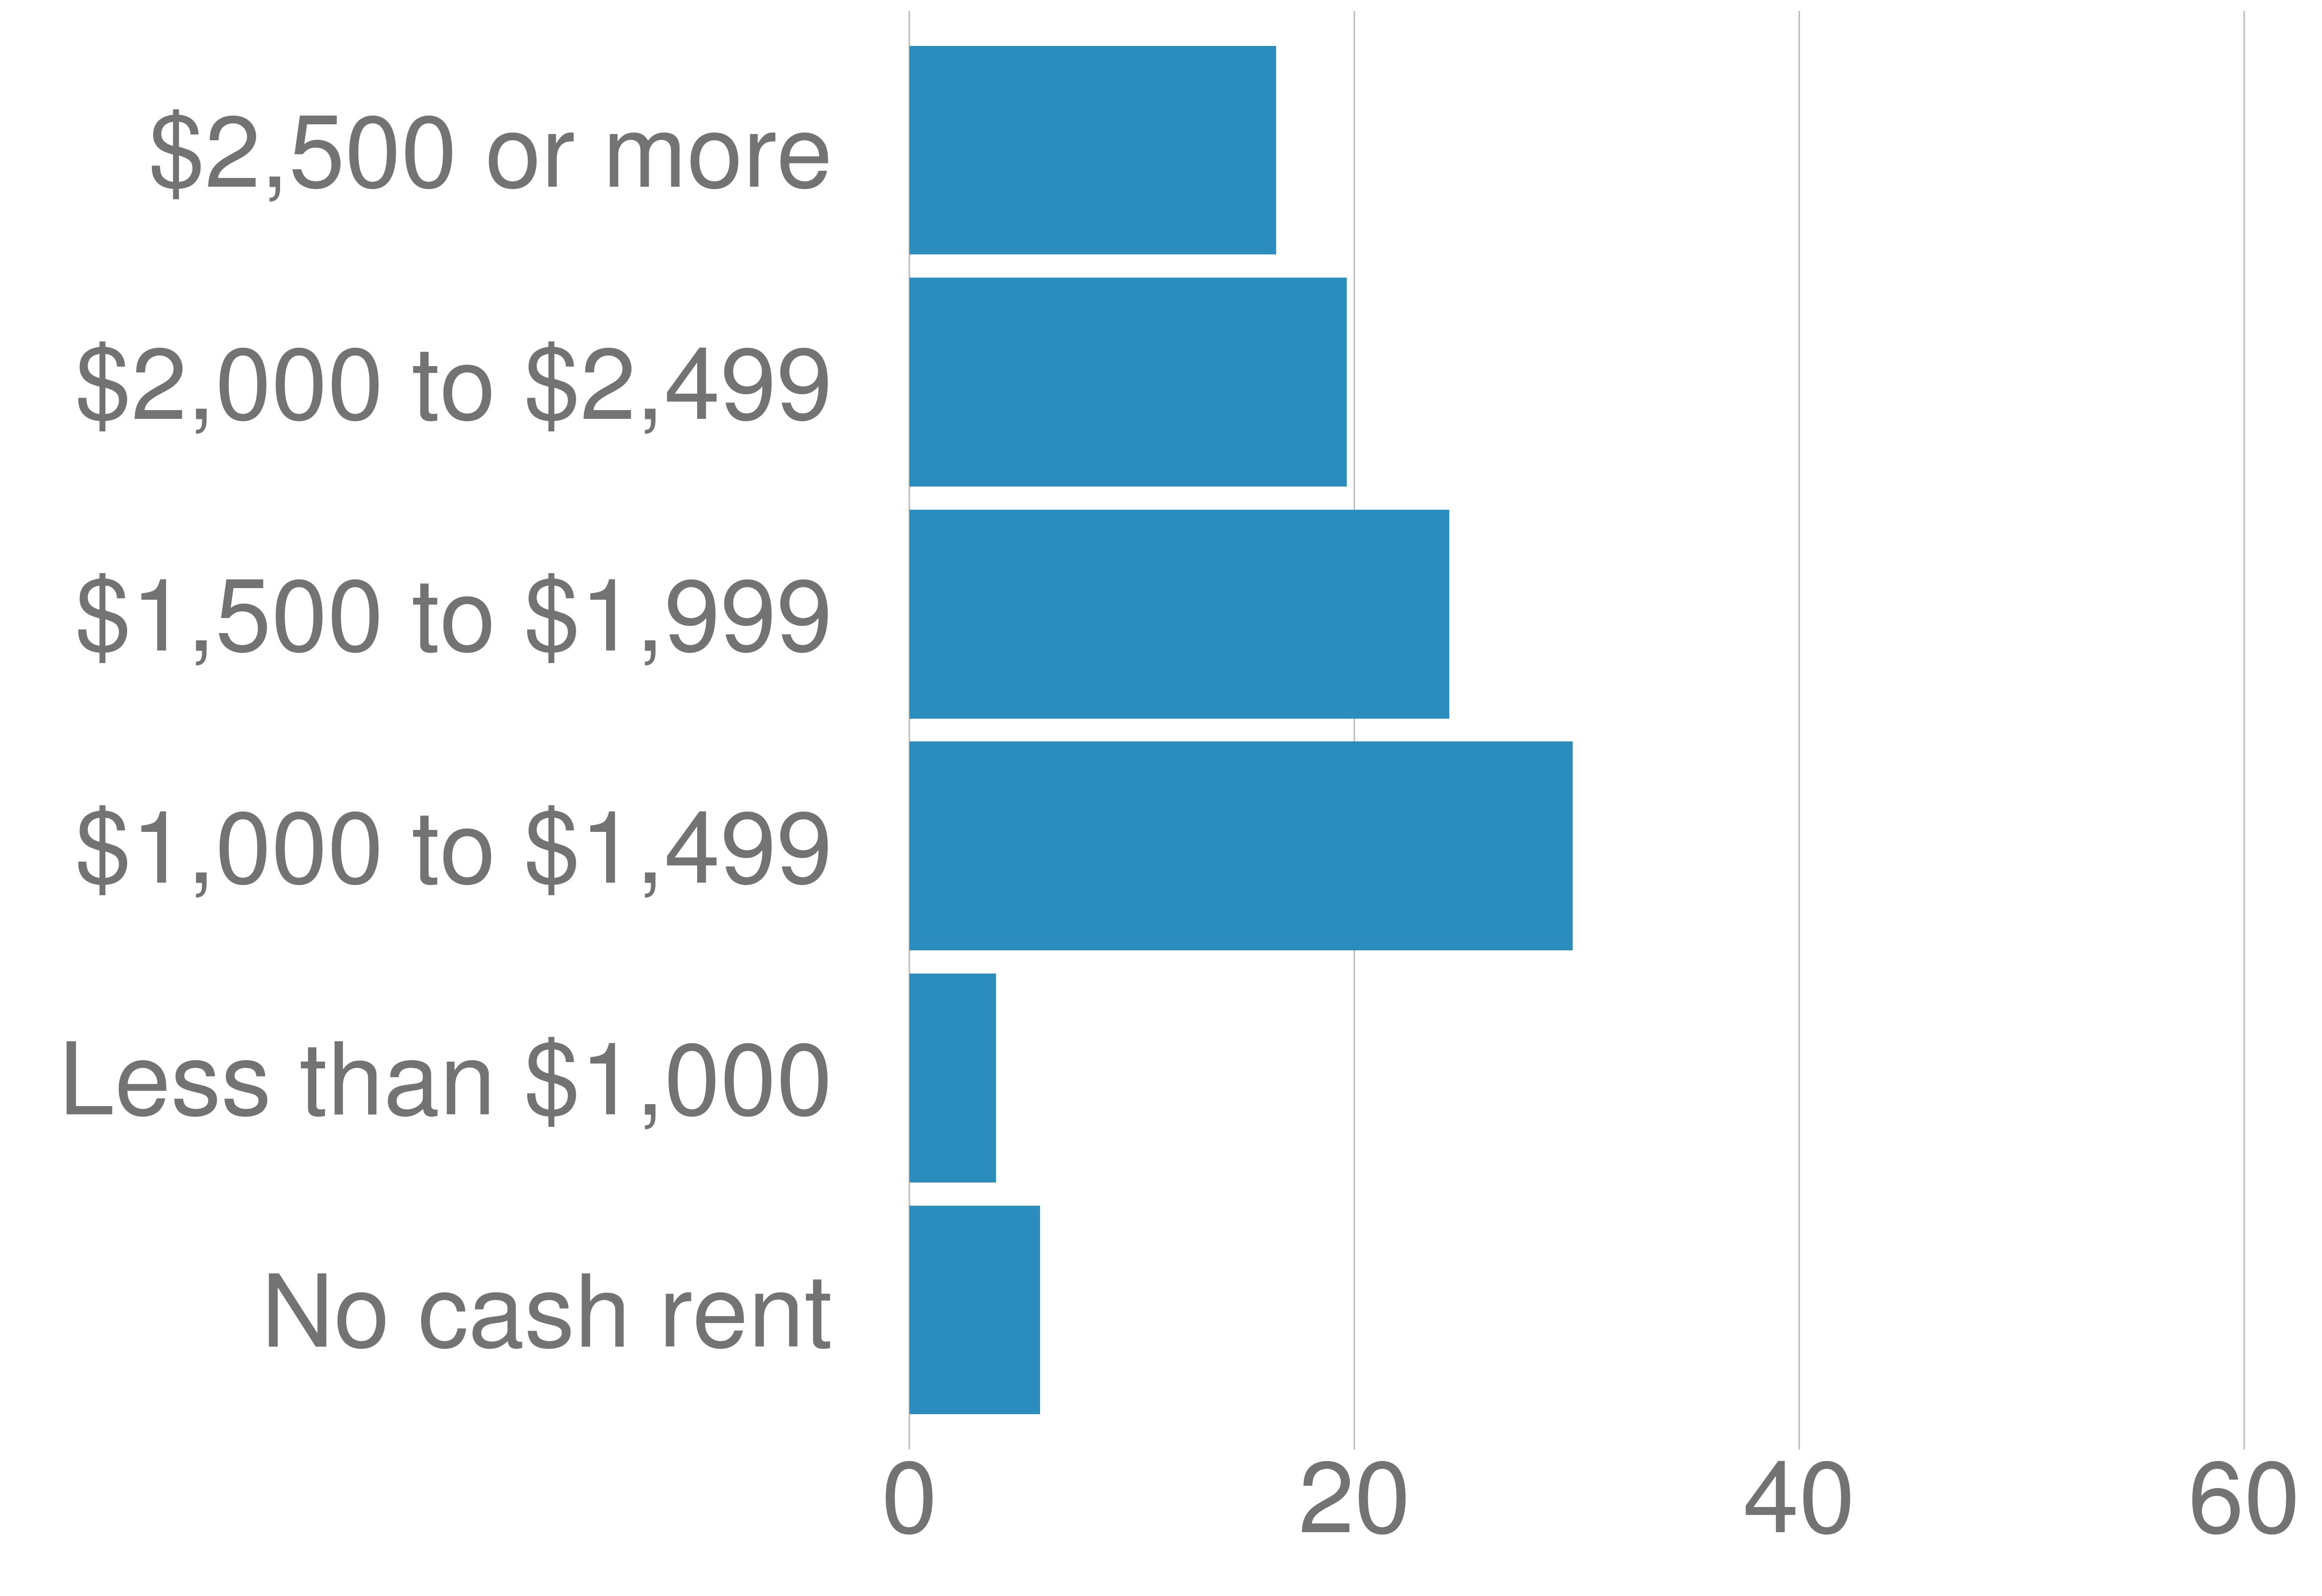 $2,500 or more
$2,000 to $2,499
$1,500 to $1,999
$1,000 to $1,499
Less than $1,000
No cash rent
0 20 40 60